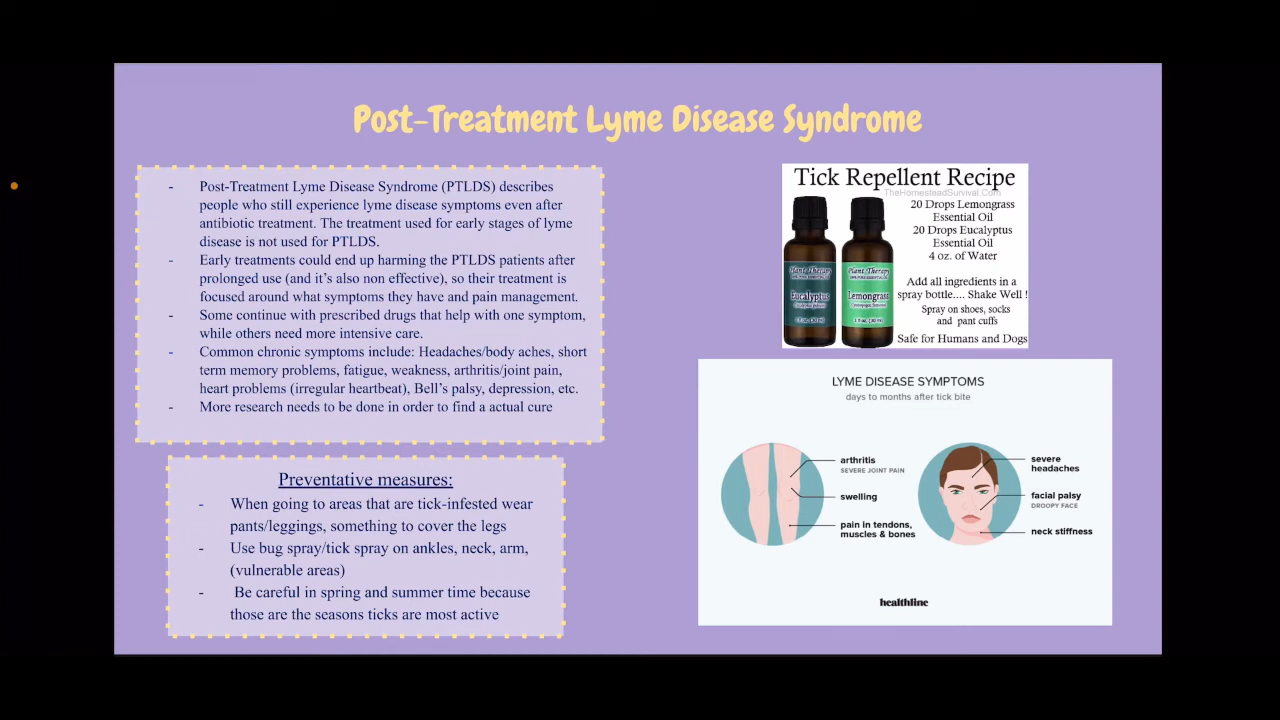 Post-Treatment Lyme Disease Syndrome
- Post-Treatment Lyme Disease Syndrome (PTLDS) describes
people who still experience lyme disease symptoms even after
antibiotic treatment. The treatment used for early stages of lyme
disease is not used for PTLDS.
- Early treatments could end up harming the PTLDS patients after
prolonged use (and it's also non effective), so their treatment is
focused around what symptoms they have and pain management.
- Some continue with prescribed drugs that help with one symptom,
while others need more intensive care.
- Common chronic symptoms include: Headaches/body aches, short
term memory problems, fatigue, weakness, arthritis/joint pain,
heart problems (irregular heartbeat), Bell's palsy, depression, etc.
- More research needs to be done in order to find a actual cure
Preventative measures:
- When going to areas that are tick-infested wear
pants/leggings, something to cover the legs
- Use bug spray/tick spray on ankles, neck, arm,
(vulnerable areas)
- Be careful in spring and summer time because
those are the seasons ticks are most active
Tick Repellent Recipe
TheHomesteadSurvival.Com
20 Drops Lemongrass
Essential Oil
20 Drops Eucalyptus
Essential Oil
4 oz. of Water
Add all ingredients in a
spray bottle.... Shake Well !
Spray on shoes, socks
and pant cuffs
Safe for Humans and Dogs
Plant Therapy
Eucalyptus
Plant Therapy
Lemongrass
LYME DISEASE SYMPTOMS
days to months after tick bite
arthritis
SEVERE JOINT PAIN
swelling
pain in tendons,
muscles & bones
severe
headaches
facial palsy
DROOPY FACE
neck stiffness
healthline